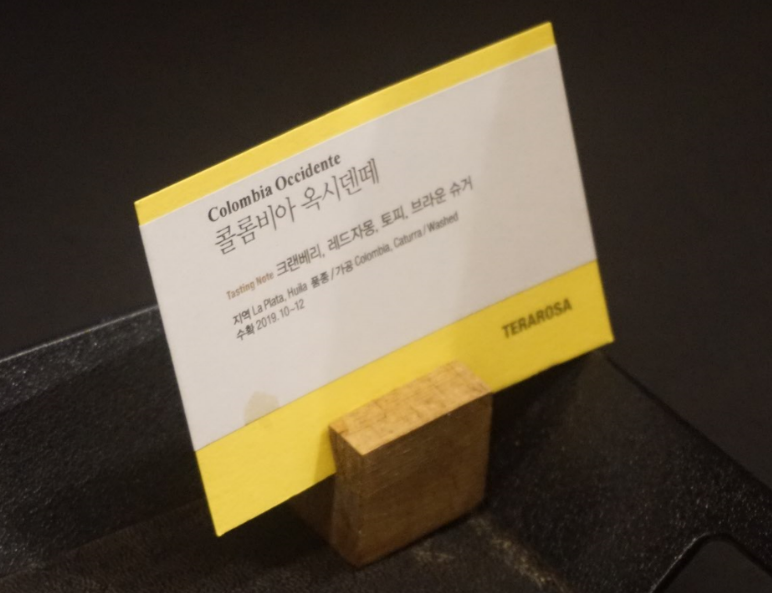 Colombia Occidente
콜롬비아 옥시덴떼
Tasting Note 크랜베리, 레드자몽, 토피, 브라운 슈거
지역 La Plata, Huila 품종/가공 Colombia, Caturra/Washed
수확 2019. 10-12
TERAROSA